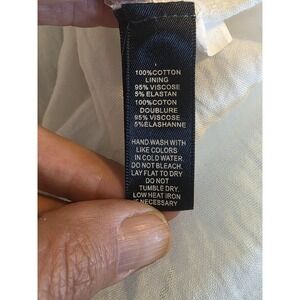 100%COTTON
LINING
95% VISCOSE
5% ELASTAN
100%COTON
DOUBLURE
95% VISCOSE
5%ELASHANNE
HAND WASH WITH
LIKE COLORS
IN COLD WATER
DO NOT BLEACH.
LAY FLAT TO DRY
DO NOT
TUMBLE DRY.
LOW HEAT IRON
F NECESSARY